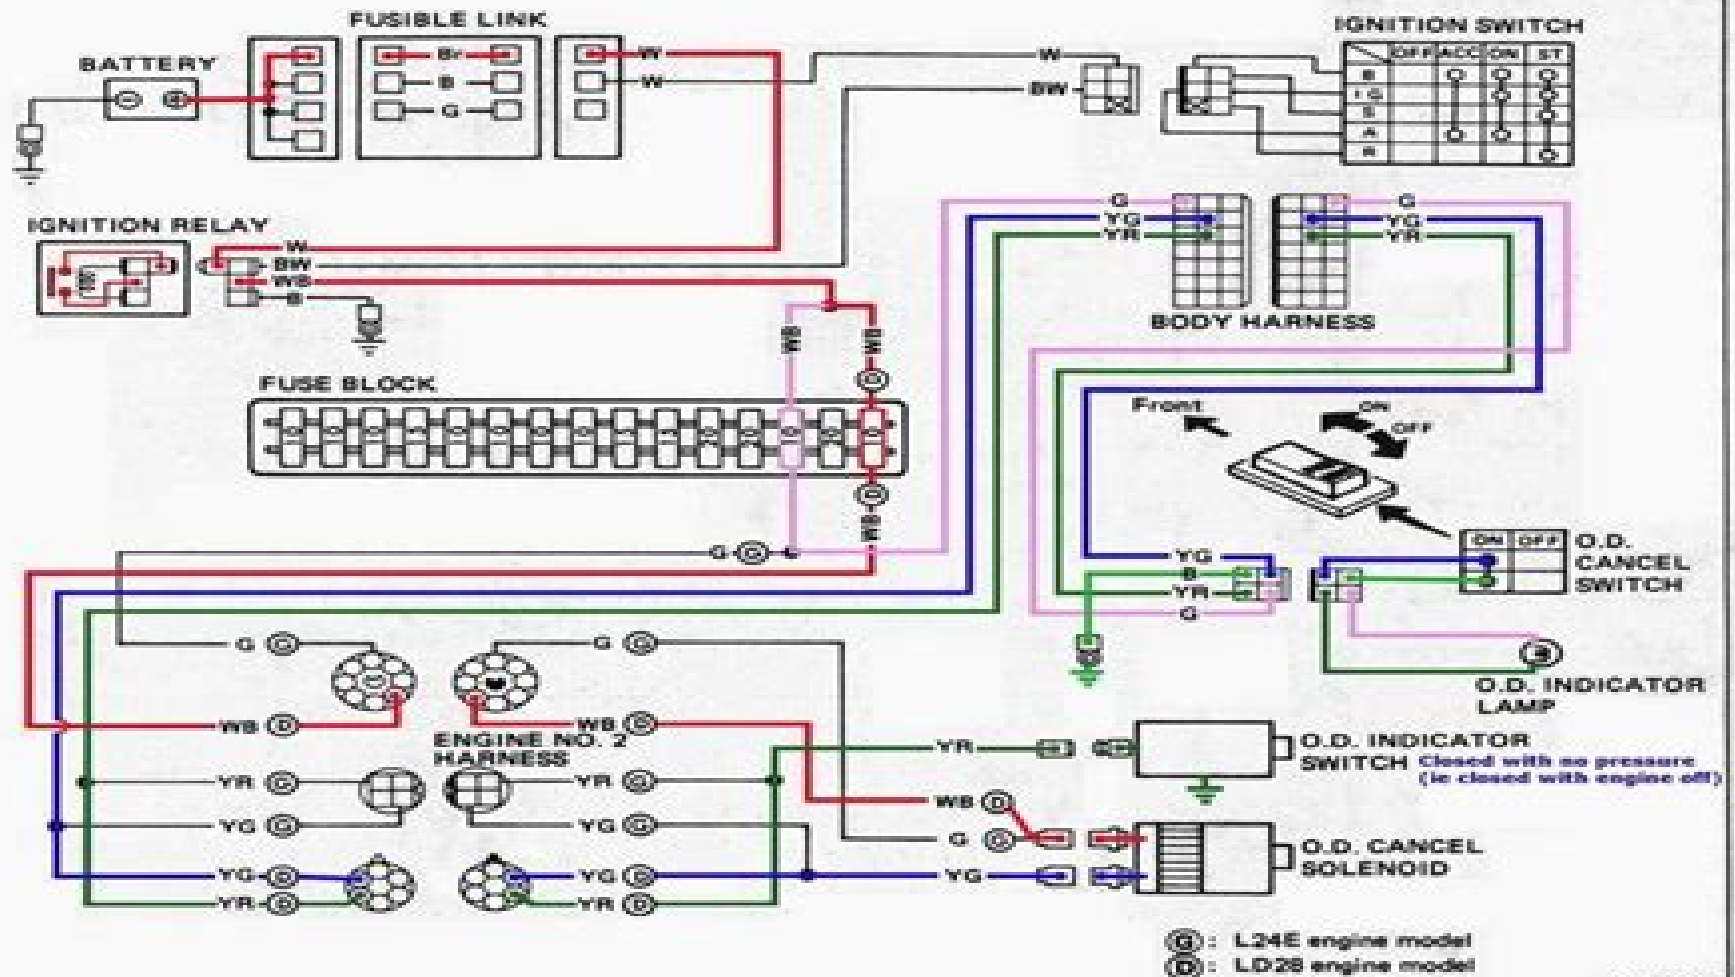 FUSIBLE LINK
IGNITION SWITCH
BATTERY
Br
B
G
W
W
W
BW
OFF ACC ON ST
B
IG
S
A
R
IGNITION RELAY
W
BW
WB
B
G
YG
YR
G
YG
YR
BODY HARNESS
WB
WB
D
FUSE BLOCK
Front
ON
OFF
D
WB
G G
ON OFF
O.D.
CANCEL
SWITCH
YG
B
YR
G
G G
G G
O.D. INDICATOR
LAMP
WB D
WB
ENGINE NO. 2
HARNESS
YR G
YR G
YR
O.D. INDICATOR
SWITCH Closed with no pressure
(ie closed with engine off)
YG G
YG G
WB D
G G
O.D. CANCEL
SOLENOID
YG D
YG D
YG
YR D
YR D
G : L24E engine model
D : LD28 engine model